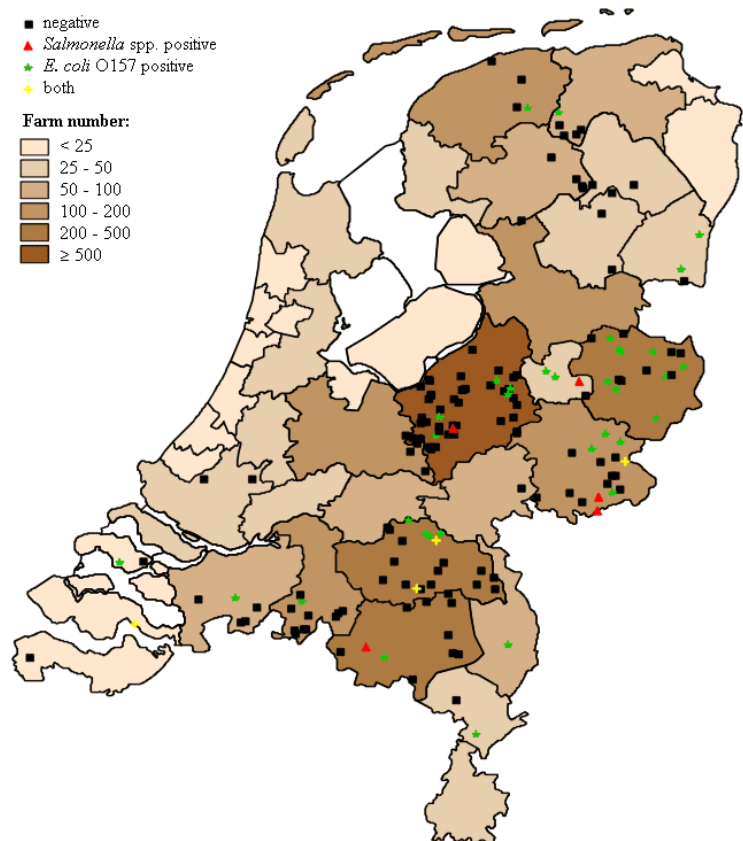 negative
Salmonella spp. positive
E. coli O157 positive
both
Farm number:
< 25
25 - 50
50 - 100
100 - 200
200 - 500
≥ 500